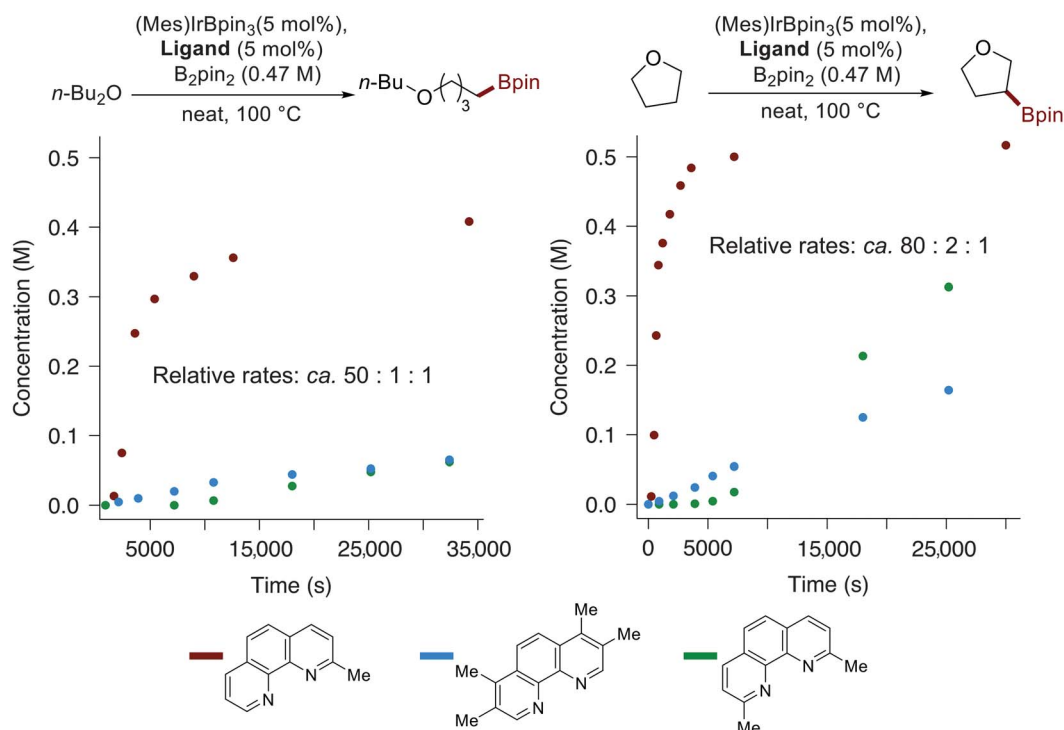 (Mes)IrBpin3(5 mol%),
Ligand (5 mol%)
B2pin2 (0.47 M)
n-Bu2O
neat, 100 °C
n-Bu
O
( )3
Bpin
(Mes)IrBpin3(5 mol%),
Ligand (5 mol%)
B2pin2 (0.47 M)
neat, 100 °C
O
O
Bpin
Concentration (M)
0.5
0.4
0.3
0.2
0.1
0.0
Relative rates: ca. 50 : 1 : 1
5000
15,000
25,000
35,000
Time (s)
Concentration (M)
0.5
0.4
0.3
0.2
0.1
0.0
Relative rates: ca. 80 : 2 : 1
0
5000
15,000
25,000
Time (s)
N
N
Me
Me
Me
Me
Me
N
N
N
N
Me
Me